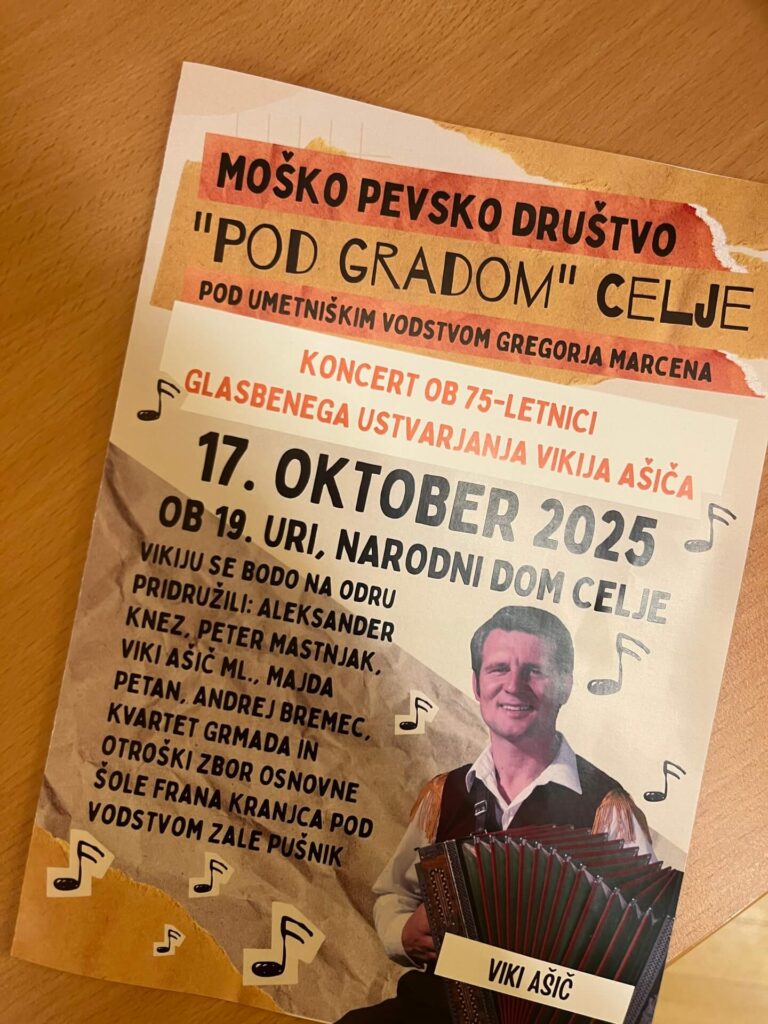 MOŠKO PEVSKO DRUŠTVO
"POD GRADOM" CELJE
POD UMETNIŠKIM VODSTVOM GREGORJA MARCENA
KONCERT OB 75-LETNICI
GLASBENEGA USTVARJANJA VIKIJA AŠIČA
17. OKTOBER 2025
OB 19. URI, NARODNI DOM CELJE
VIKIJU SE BODO NA ODRU
PRIDRUŽILI: ALEKSANDER
KNEZ, PETER MASTNJAK,
VIKI AŠIČ ML., MAJDA
PETAN, ANDREJ BREMEC,
KVARTET GRMADA IN
OTROŠKI ZBOR OSNOVNE
ŠOLE FRANA KRANJCA POD
VODSTVOM ZALE PUŠNIK
VIKI AŠIČ